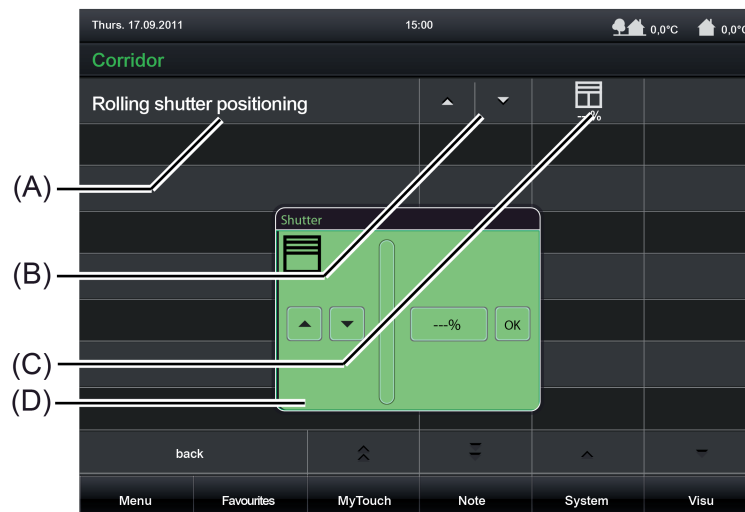 Thurs. 17.09.2011 15:00 0,0°C 0,0°C
Corridor
Rolling shutter positioning ---%
(A)
Shutter
(B)
---% OK
(C)
(D)
back
Menu Favourites MyTouch Note System Visu